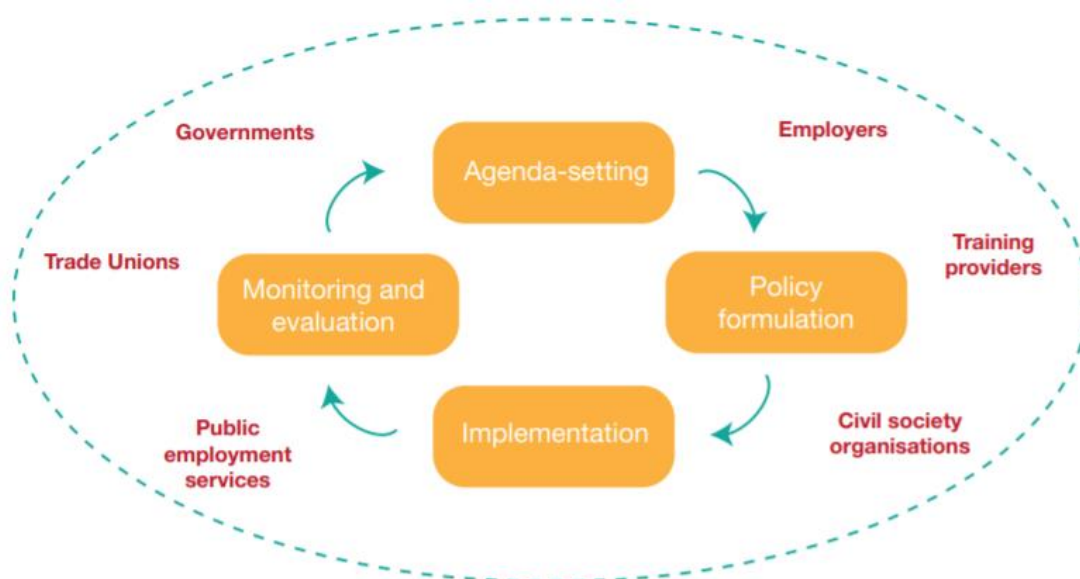 Governments
Employers
Agenda-setting
Trade Unions
Training
providers
Monitoring and
evaluation
Policy
formulation
Implementation
Public
employment
services
Civil society
organisations